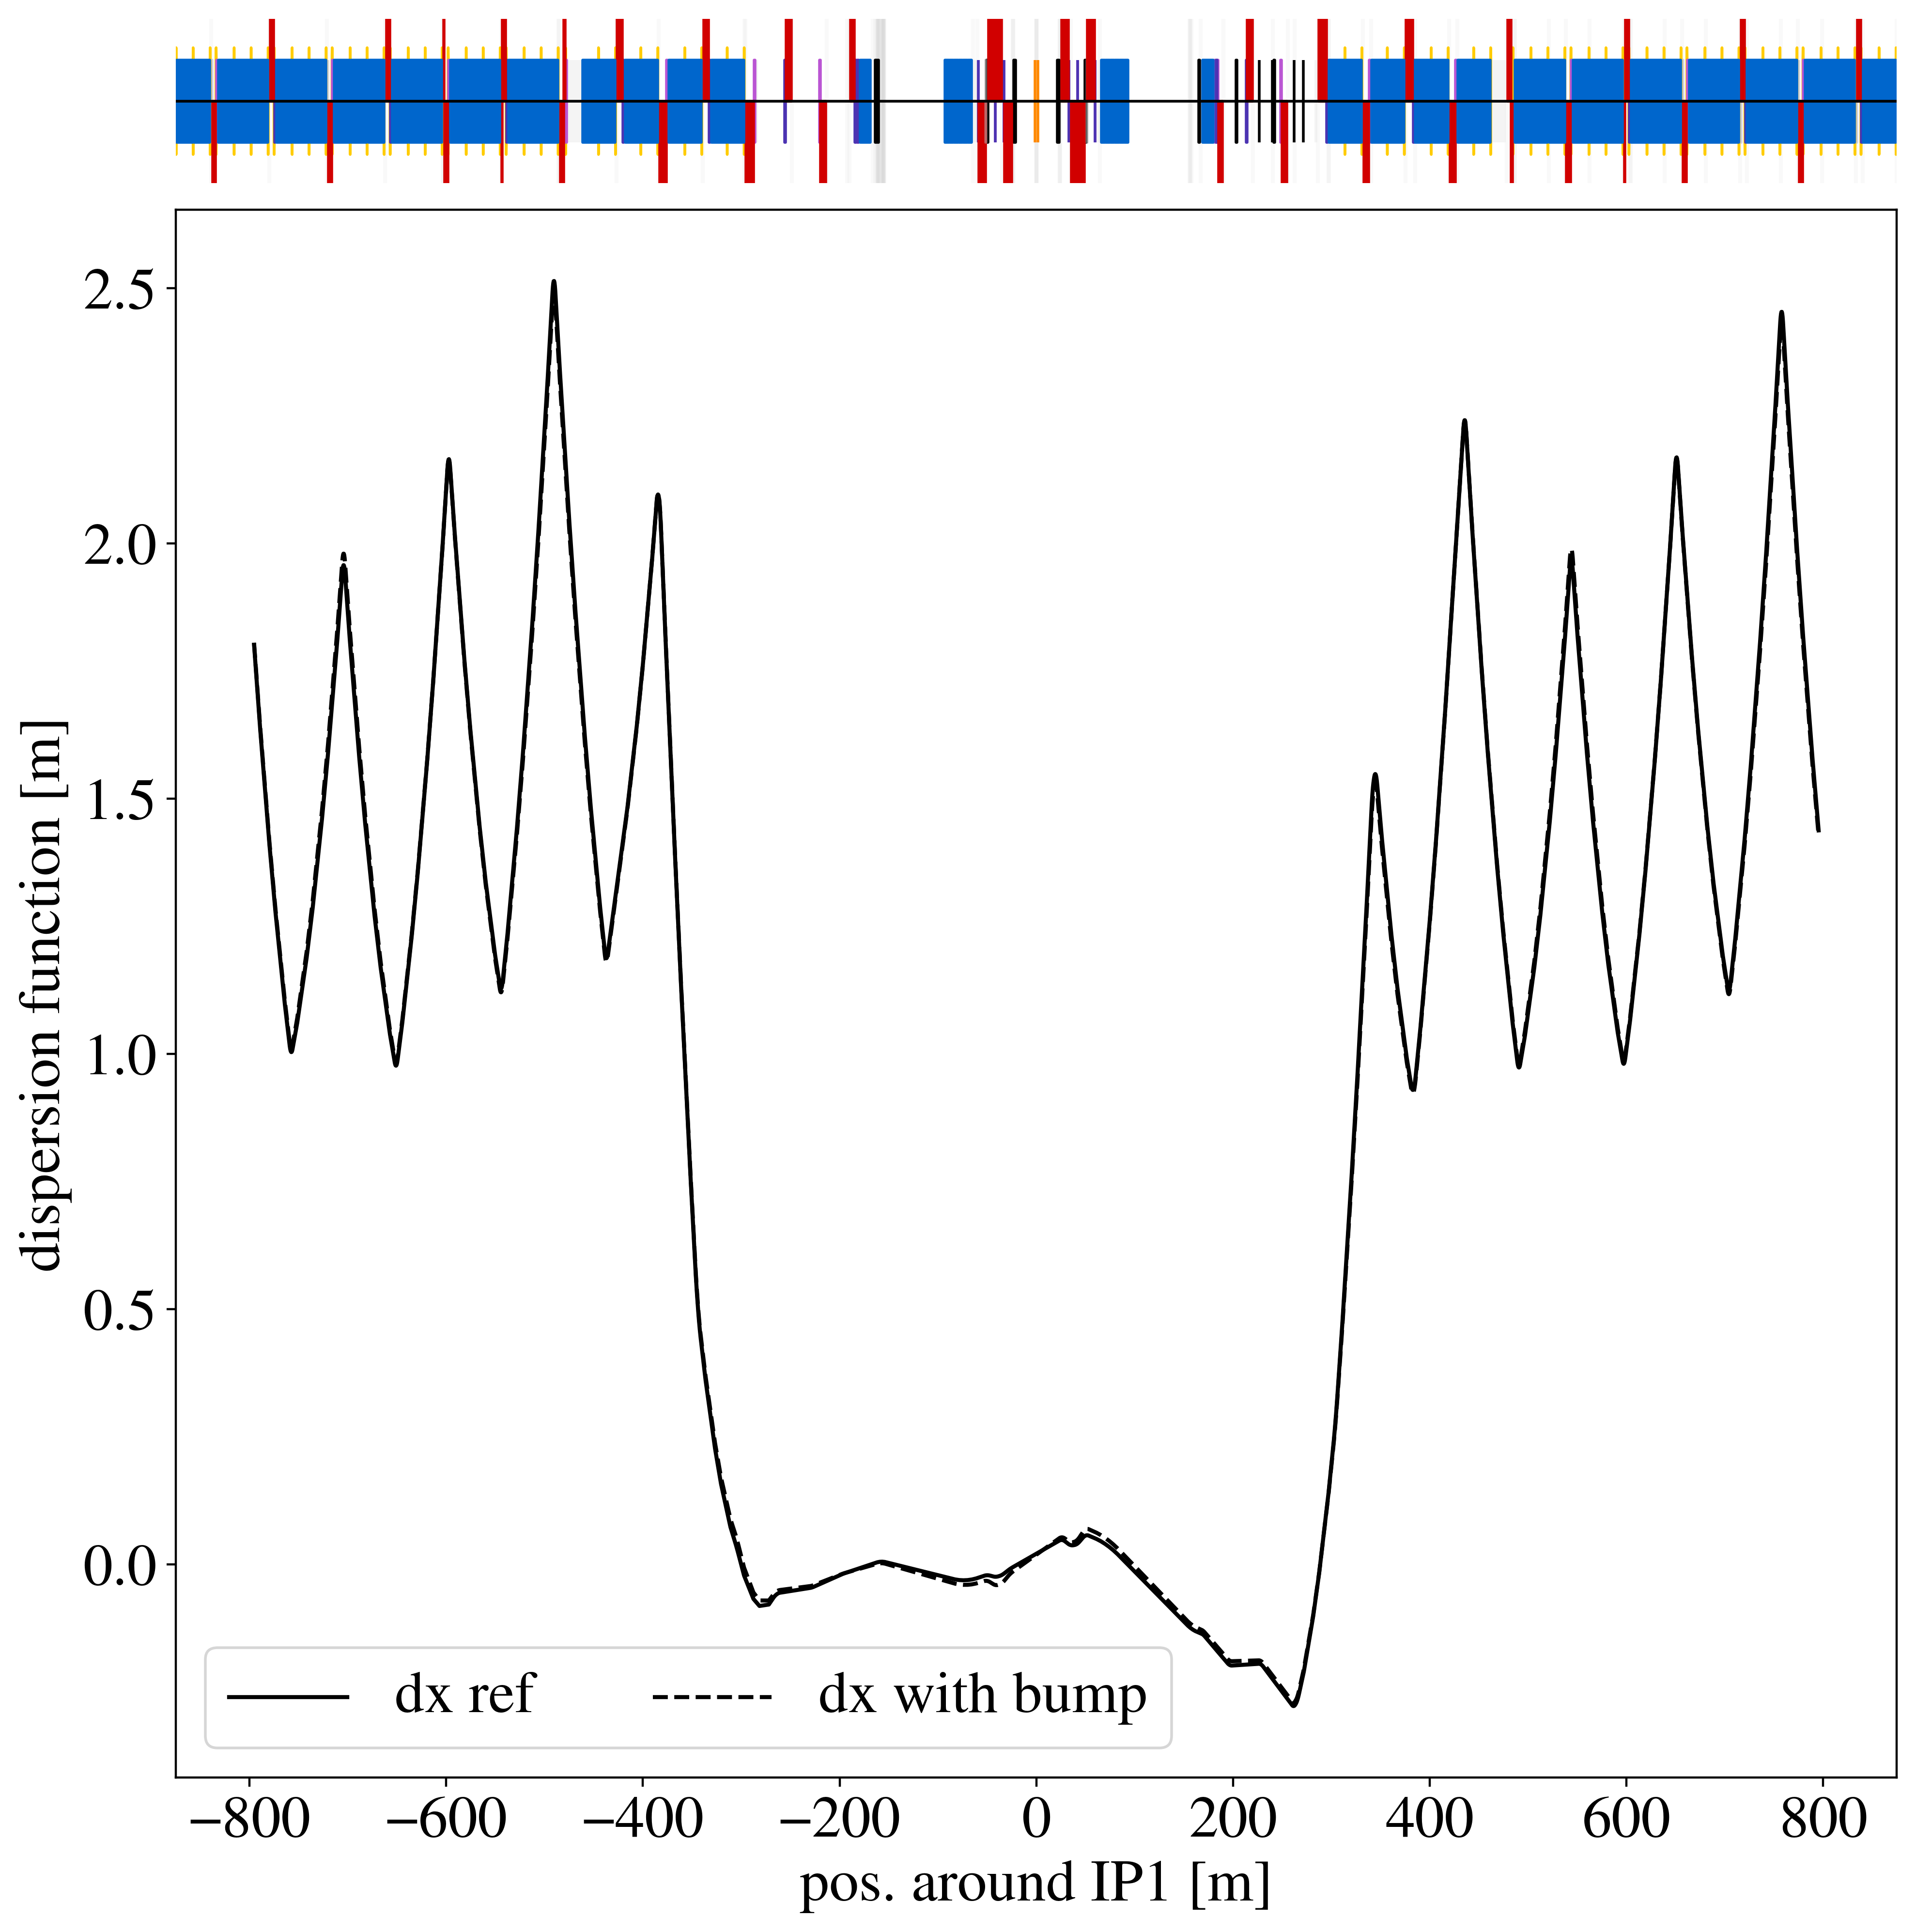 2.5
2.0
1.5
1.0
0.5
0.0
dispersion function [m]
dx ref
dx with bump
−800 −600 −400 −200 0 200 400 600 800
pos. around IP1 [m]